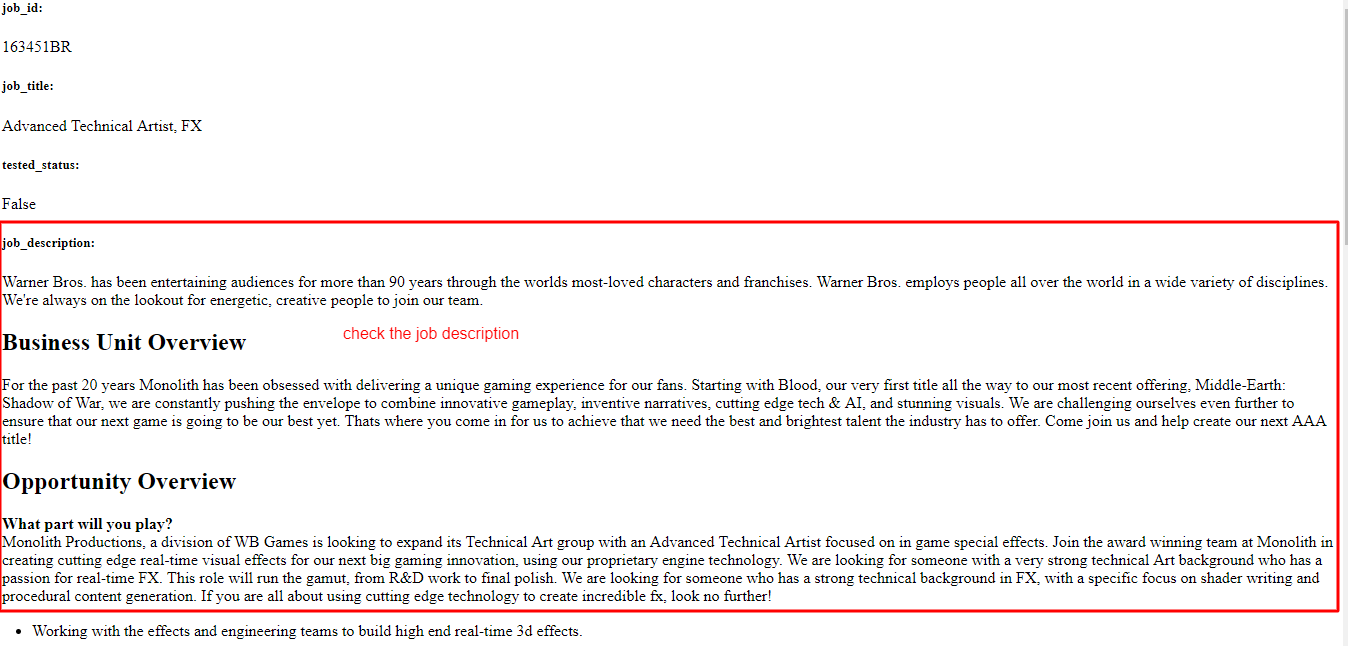 job_id:
163451BR
job_title:
Advanced Technical Artist, FX
tested_status:
False
job_description:
Warner Bros. has been entertaining audiences for more than 90 years through the worlds most-loved characters and franchises. Warner Bros. employps people all over the world in a wide variety of disciplines.
We're always on the lookout for energetic, creative people to join our team.
Business Unit Overview
check the job description
For the past 20 years Monolith has been obsessed with delivering a unique gaming experience for our fans. Starting with Blood, our very first title all the way to our most recent offering, Middle-Earth:
Shadow of War, we are constantly pushing the envelope to combine innovative gameplay, inventive narratives, cutting edge tech & AI, and stunning visuals. We are challenging ourselves even further to
ensure that our next game is going to be our best yet. Thats where you come in for us to achieve that we need the best and brightest talent the industry has to offer. Come join us and help create our next AAA
title!
Opportunity Overview
What part will you play?
Monolith Productions, a division of WB Games is looking to expand its Technical Art group with an Advanced Technical Artist focused on in game special effects. Join the award winning team at Monolith in
creating cutting edge real-time visual effects for our next big gaming innovation, using our proprietary engine technology. We are looking for someone with a very strong technical Art background who has a
passion for real-time FX. This role will run the gamut, from R&D work to final polish. We are looking for someone who has a strong technical background in FX, with a specific focus on shader writing and
procedural content generation. If you are all about using cutting edge technology to create incredible fx, look no further!
• Working with the effects and engineering teams to build high end real-time 3d effects.